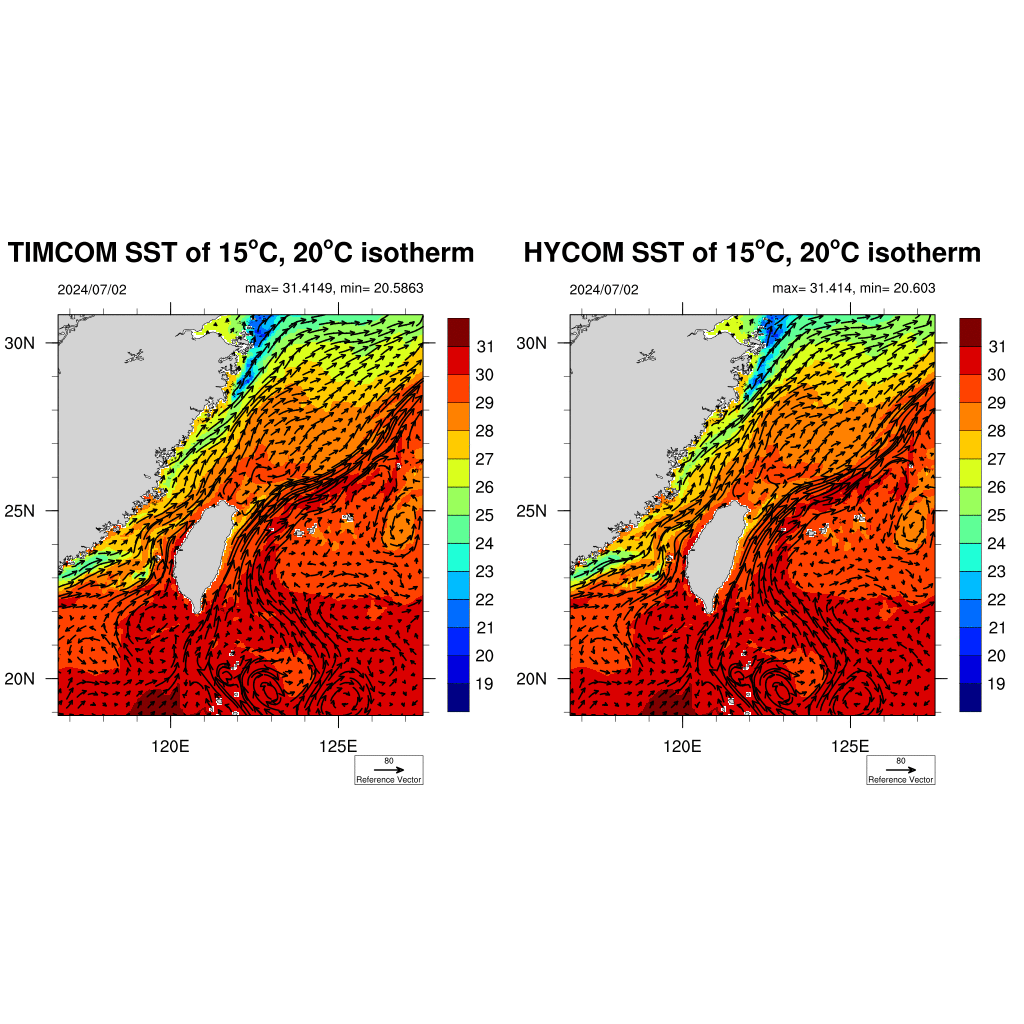 TIMCOM SST of 15°C, 20°C isotherm
2024/07/02
max= 31.4149, min= 20.5863
30N
25N
20N
120E
125E
31
30
29
28
27
26
25
24
23
22
21
20
19
80
Reference Vector
HYCOM SST of 15°C, 20°C isotherm
2024/07/02
max= 31.414, min= 20.603
30N
25N
20N
120E
125E
31
30
29
28
27
26
25
24
23
22
21
20
19
80
Reference Vector